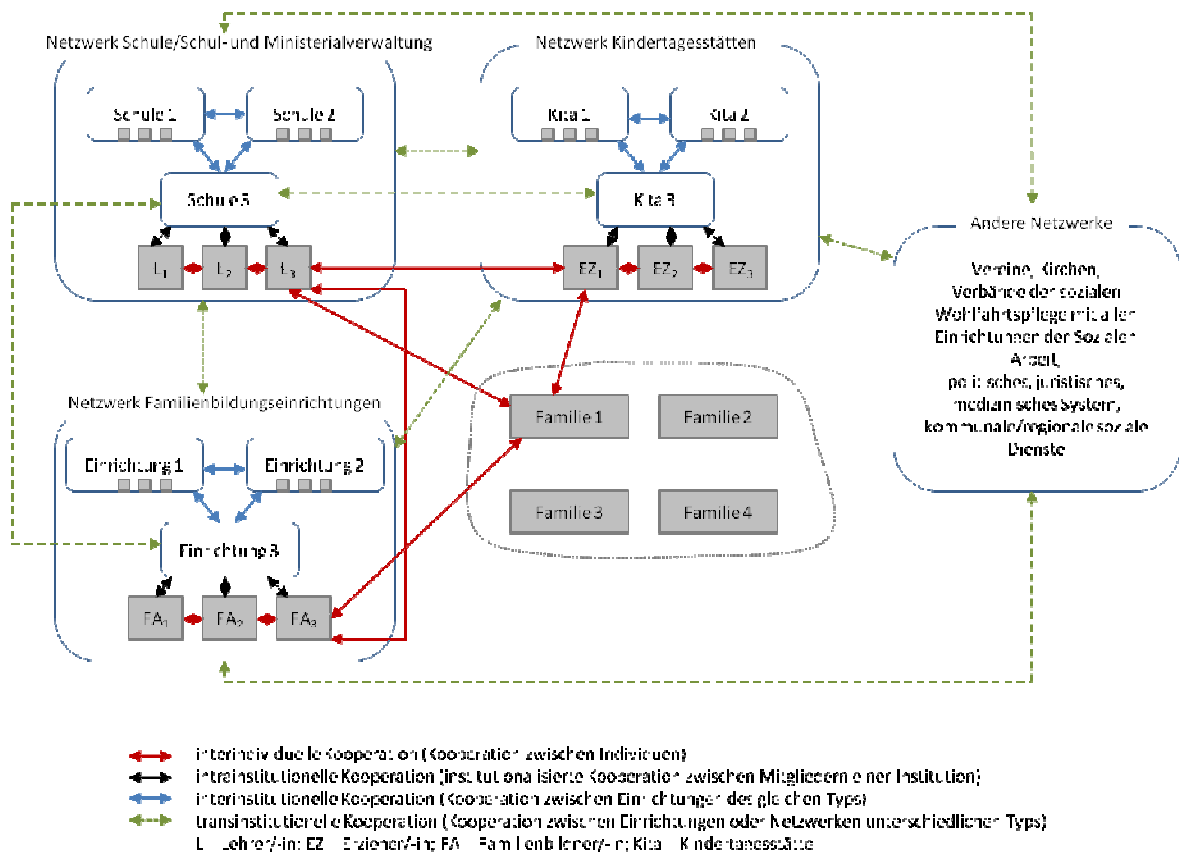 Netzwerk Schule/Schul- und Ministerialverwaltung
Schule 1
Schule 2
Schule 3
L1
L2
L3
Netzwerk Kindertagesstätten
Kita 1
Kita 2
Kita 3
EZ1
EZ2
EZ3
Andere Netzwerke
Vereine, Kirchen,
Verbände der sozialen
Wohlfahrtspflege mit allen
Einrichtungen der Sozialen
Arbeit,
politisches, juristisches,
medizinisches System,
kommunale/regionale soziale
Dienste
Netzwerk Familienbildungseinrichtungen
Einrichtung 1
Einrichtung 2
Einrichtung 3
FA1
FA2
FA3
Familie 1
Familie 2
Familie 3
Familie 4
interindividuelle Kooperation (Kooperation zwischen Individuen)
intrainstitutionelle Kooperation (institutionalisierte Kooperation zwischen Mitgliedern einer Institution)
interinstitutionelle Kooperation (Kooperation zwischen Einrichtungen des gleichen Typs)
transinstitutionelle Kooperation (Kooperation zwischen Einrichtungen oder Netzwerken unterschiedlichen Typs)
L = Lehrer/-in; EZ = Erzieher/-in; FA = Familienbildner/-in; Kita = Kindertagesstätte